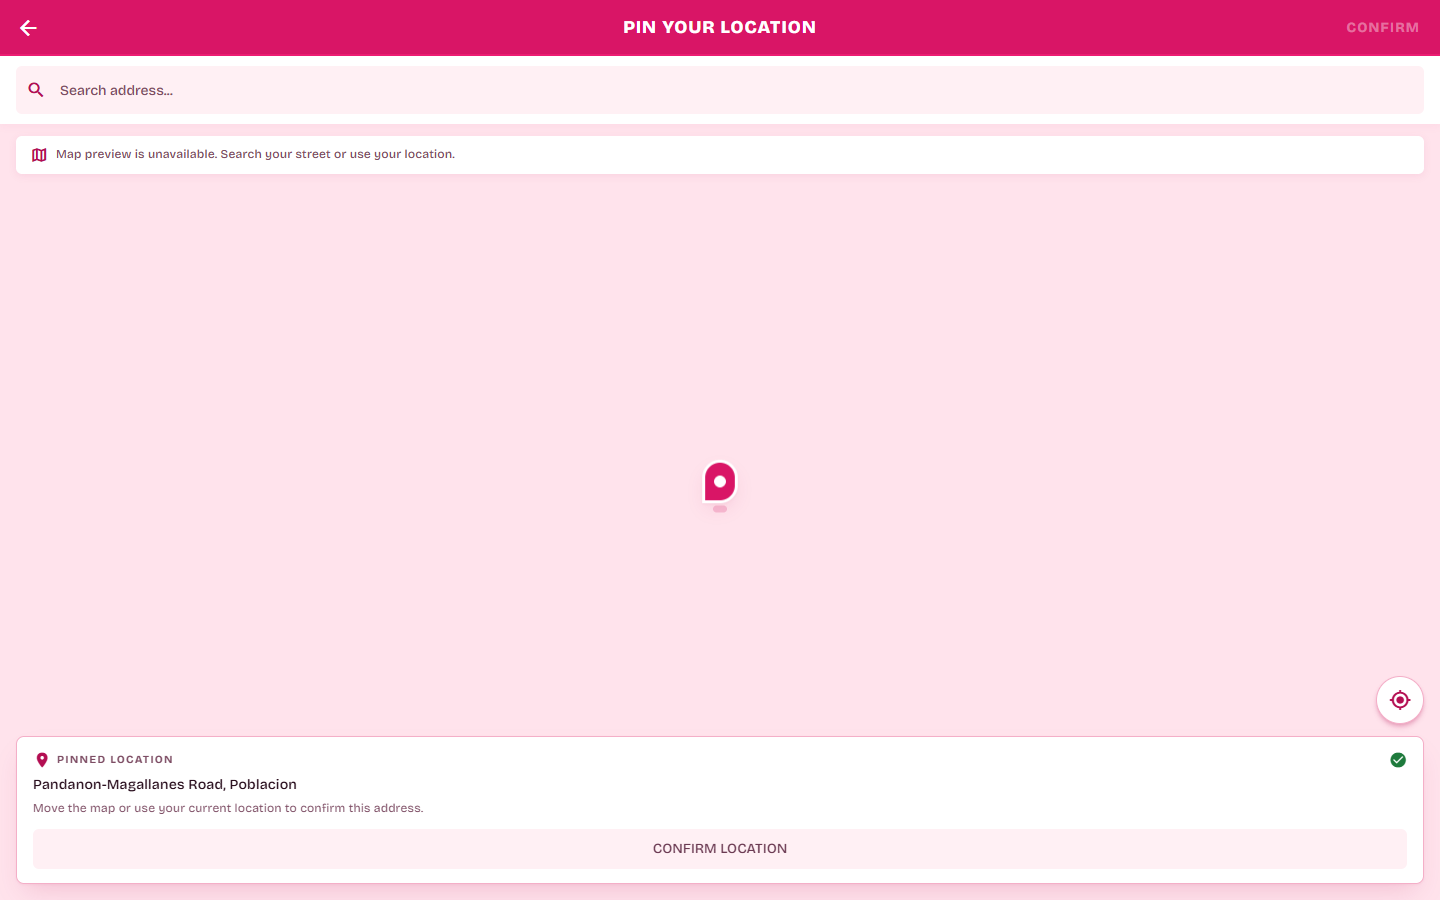 PIN YOUR LOCATION
CONFIRM
Search address...
Map preview is unavailable. Search your street or use your location.
PINNED LOCATION
Pandanon-Magallanes Road, Poblacion
Move the map or use your current location to confirm this address.
CONFIRM LOCATION